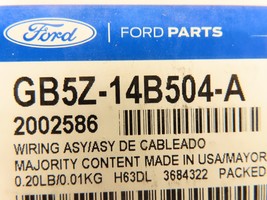 Ford FORD PARTS
GB5Z-14B504-A
2002586
WIRING ASY/ASY DE CABLEADO
MAJORITY CONTENT MADE IN USA/MAYOR
0.20LB/0.01KG H63DL 3684322 PACKED